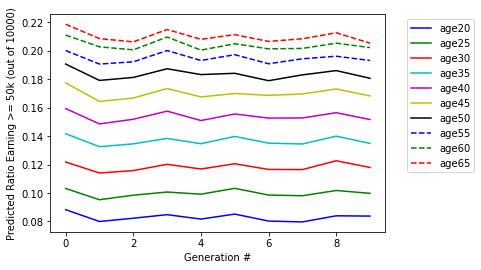 Predicted Ratio Earning >= 50k (out of 10000)
0.22
0.20
0.18
0.16
0.14
0.12
0.10
0.08
0
2
4
6
8
Generation #
age20
age25
age30
age35
age40
age45
age50
age55
age60
age65